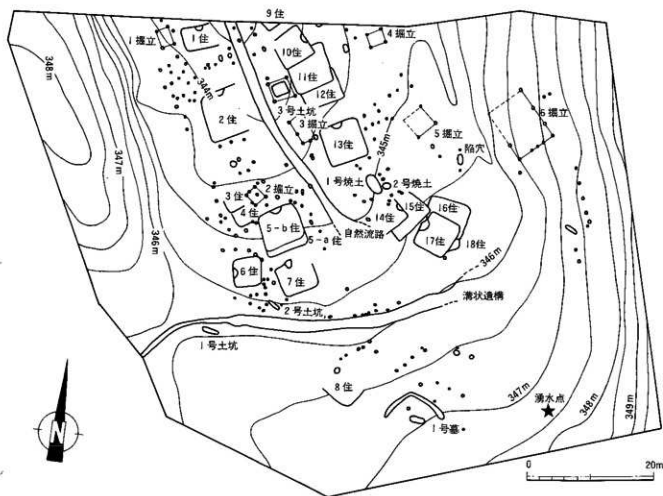 9住
1掘立
1住
4掘立
10住
348m
344m
11住
12住
3号土坑
3掘立
2住
6掘立
5掘立
13住
345m
陥穴
347m
1号焼土
2号焼土
3住
2掘立
4住
14住
15住
16住
346m
5-b住
自然流路
17住
18住
5-a住
6住
7住
346m
溝状遺構
2号土坑
1号土坑
8住
347m
湧水点
348m
349m
1号墓
N
0
20m